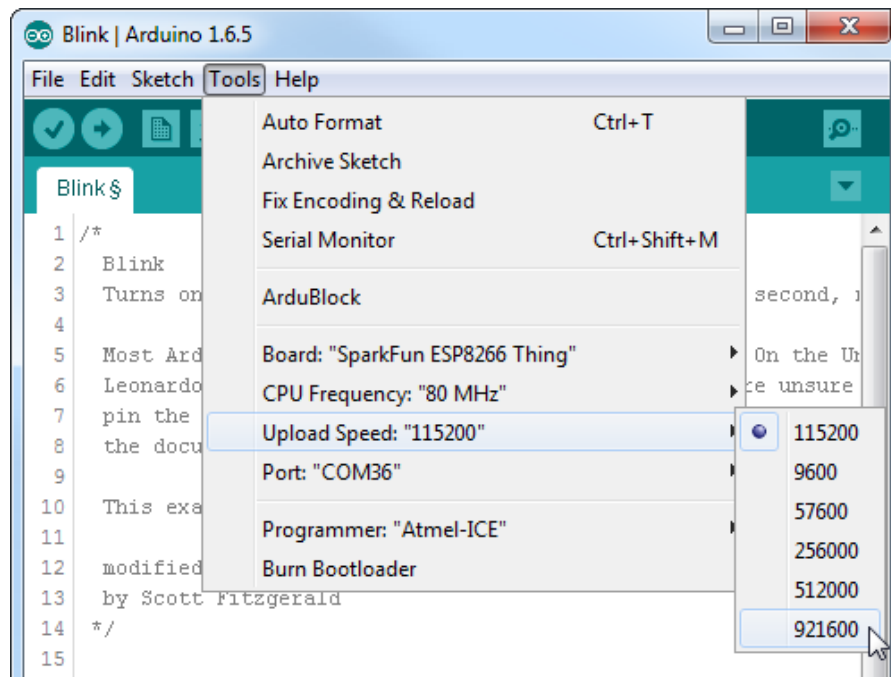 Blink | Arduino 1.6.5
File Edit Sketch Tools Help
Auto Format Ctrl+T
Archive Sketch
Fix Encoding & Reload
Serial Monitor Ctrl+Shift+M
ArduBlock
Board: "SparkFun ESP8266 Thing"
CPU Frequency: "80 MHz"
Upload Speed: "115200"
Port: "COM36"
Programmer: "Atmel-ICE"
Burn Bootloader
115200
9600
57600
256000
512000
921600
Blink §
1 /*
2 Blink
3 Turns on second,
4
5 Most Ard On the
6 Leonardo unsure
7 pin the
8 the docu
9
10 This exa
11
12 modified
13 by Scott Fitzgerald
14 */
15